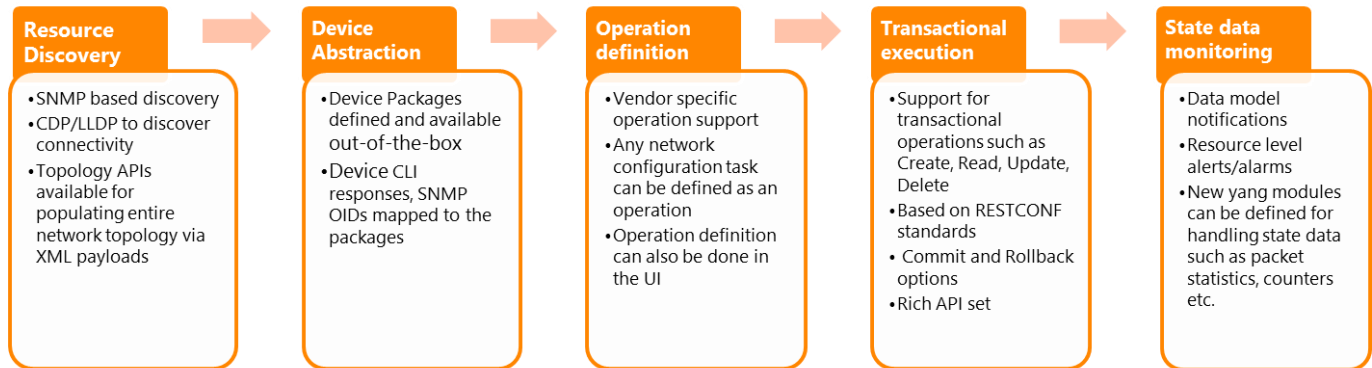 Resource
Discovery
•SNMP based discovery
•CDP/LLDP to discover
connectivity
•Topology APIs
available for
populating entire
network topology via
XML payloads
Device
Abstraction
•Device Packages
defined and available
out-of-the-box
•Device CLI
responses, SNMP
OIDs mapped to the
packages
Operation
definition
•Vendor specific
operation support
•Any network
configuration task
can be defined as an
operation
•Operation definition
can also be done in
the UI
Transactional
execution
•Support for
transactional
operations such as
Create, Read, Update,
Delete
•Based on RESTCONF
standards
• Commit and Rollback
options
•Rich API set
State data
monitoring
•Data model
notifications
•Resource level
alerts/alarms
•New yang modules
can be defined for
handling state data
such as packet
statistics, counters
etc.